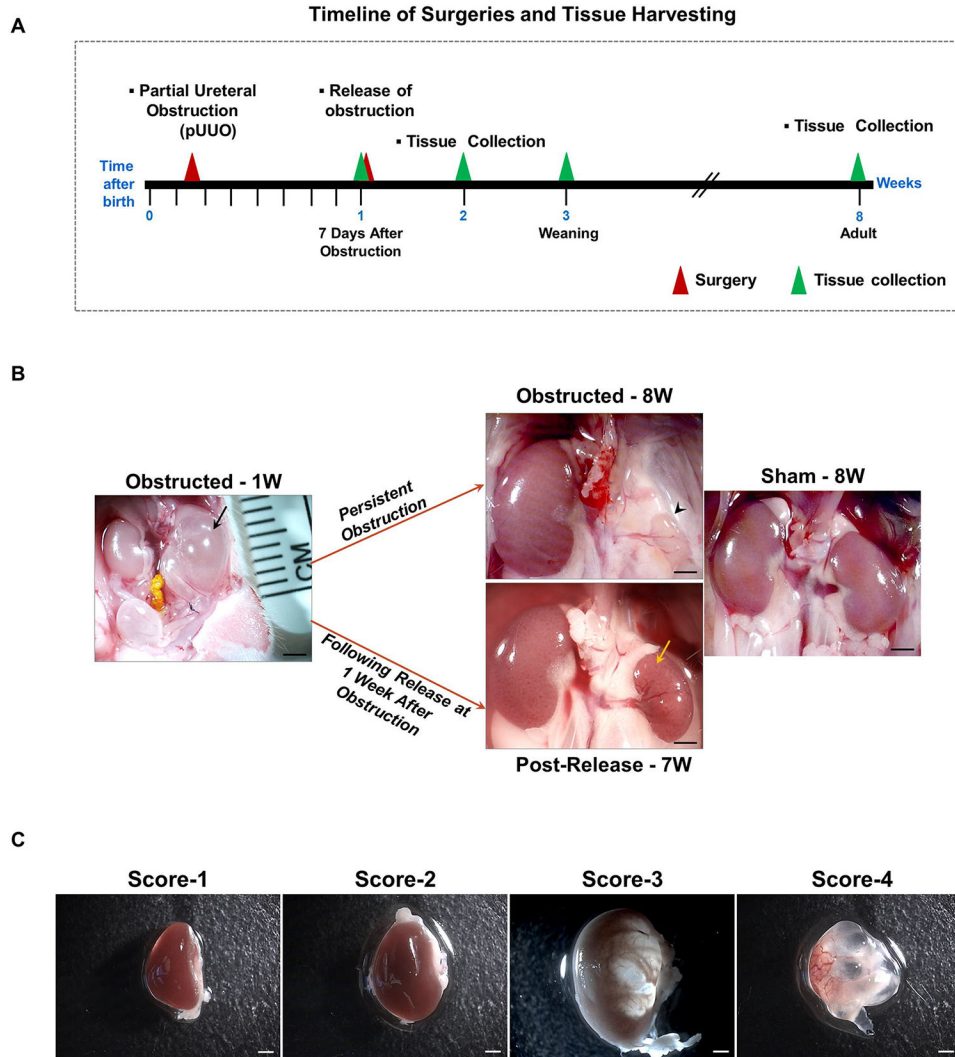 Timeline of Surgeries and Tissue Harvesting
A
▪ Partial Ureteral
Obstruction
(pUUO)
▪ Release of
obstruction
▪ Tissue Collection
▪ Tissue Collection
Time
after
birth
Weeks
0
1
2
3
8
7 Days After
Obstruction
Weaning
Adult
Surgery
Tissue collection
B
Obstructed - 8W
Obstructed - 1W
Sham - 8W
Persistent
Obstruction
CM
Following Release at
1 Week After
Obstruction
Post-Release - 7W
C
Score-1
Score-2
Score-3
Score-4